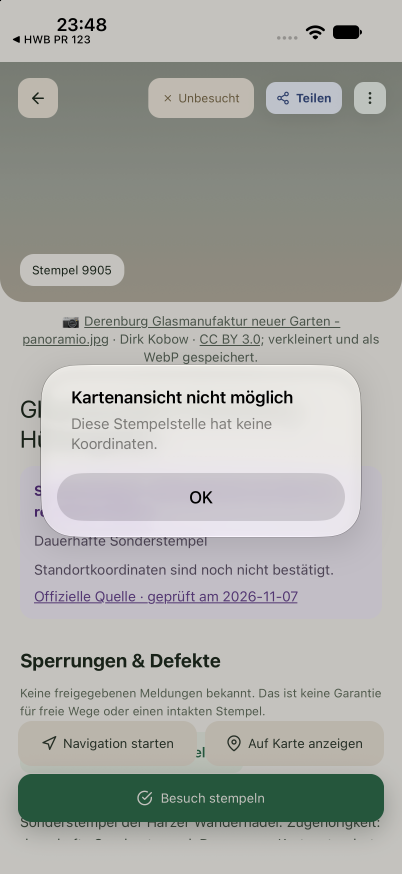 23:48
◀ HWB PR 123
× Unbesucht
Teilen
Stempel 9905
📷 Derenburg Glasmanufaktur neuer Garten -
panoramio.jpg · Dirk Kobow · CC BY 3.0; verkleinert und als
WebP gespeichert.
Kartenansicht nicht möglich
Diese Stempelstelle hat keine
Koordinaten.
OK
Dauerhafte Sonderstempel
Standortkoordinaten sind noch nicht bestätigt.
Offizielle Quelle · geprüft am 2026-11-07
Sperrungen & Defekte
Keine freigegebenen Meldungen bekannt. Das ist keine Garantie
für freie Wege oder einen intakten Stempel.
Navigation starten
Auf Karte anzeigen
Besuch stempeln
Sonderstempel der Harzer Wandernadel. Zugehörigkeit: